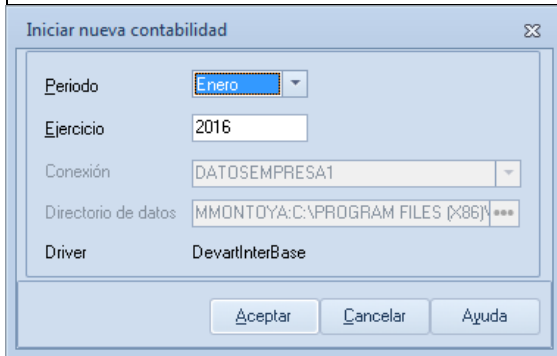 Iniciar nueva contabilidad
Periodo Enero
Ejercicio 2016
Conexión DATOSEMPRESA1
Directorio de datos MMONTOYA:C:\PROGRAM FILES (X86)\ •••
Driver DevartInterBase
Aceptar Cancelar Ayuda